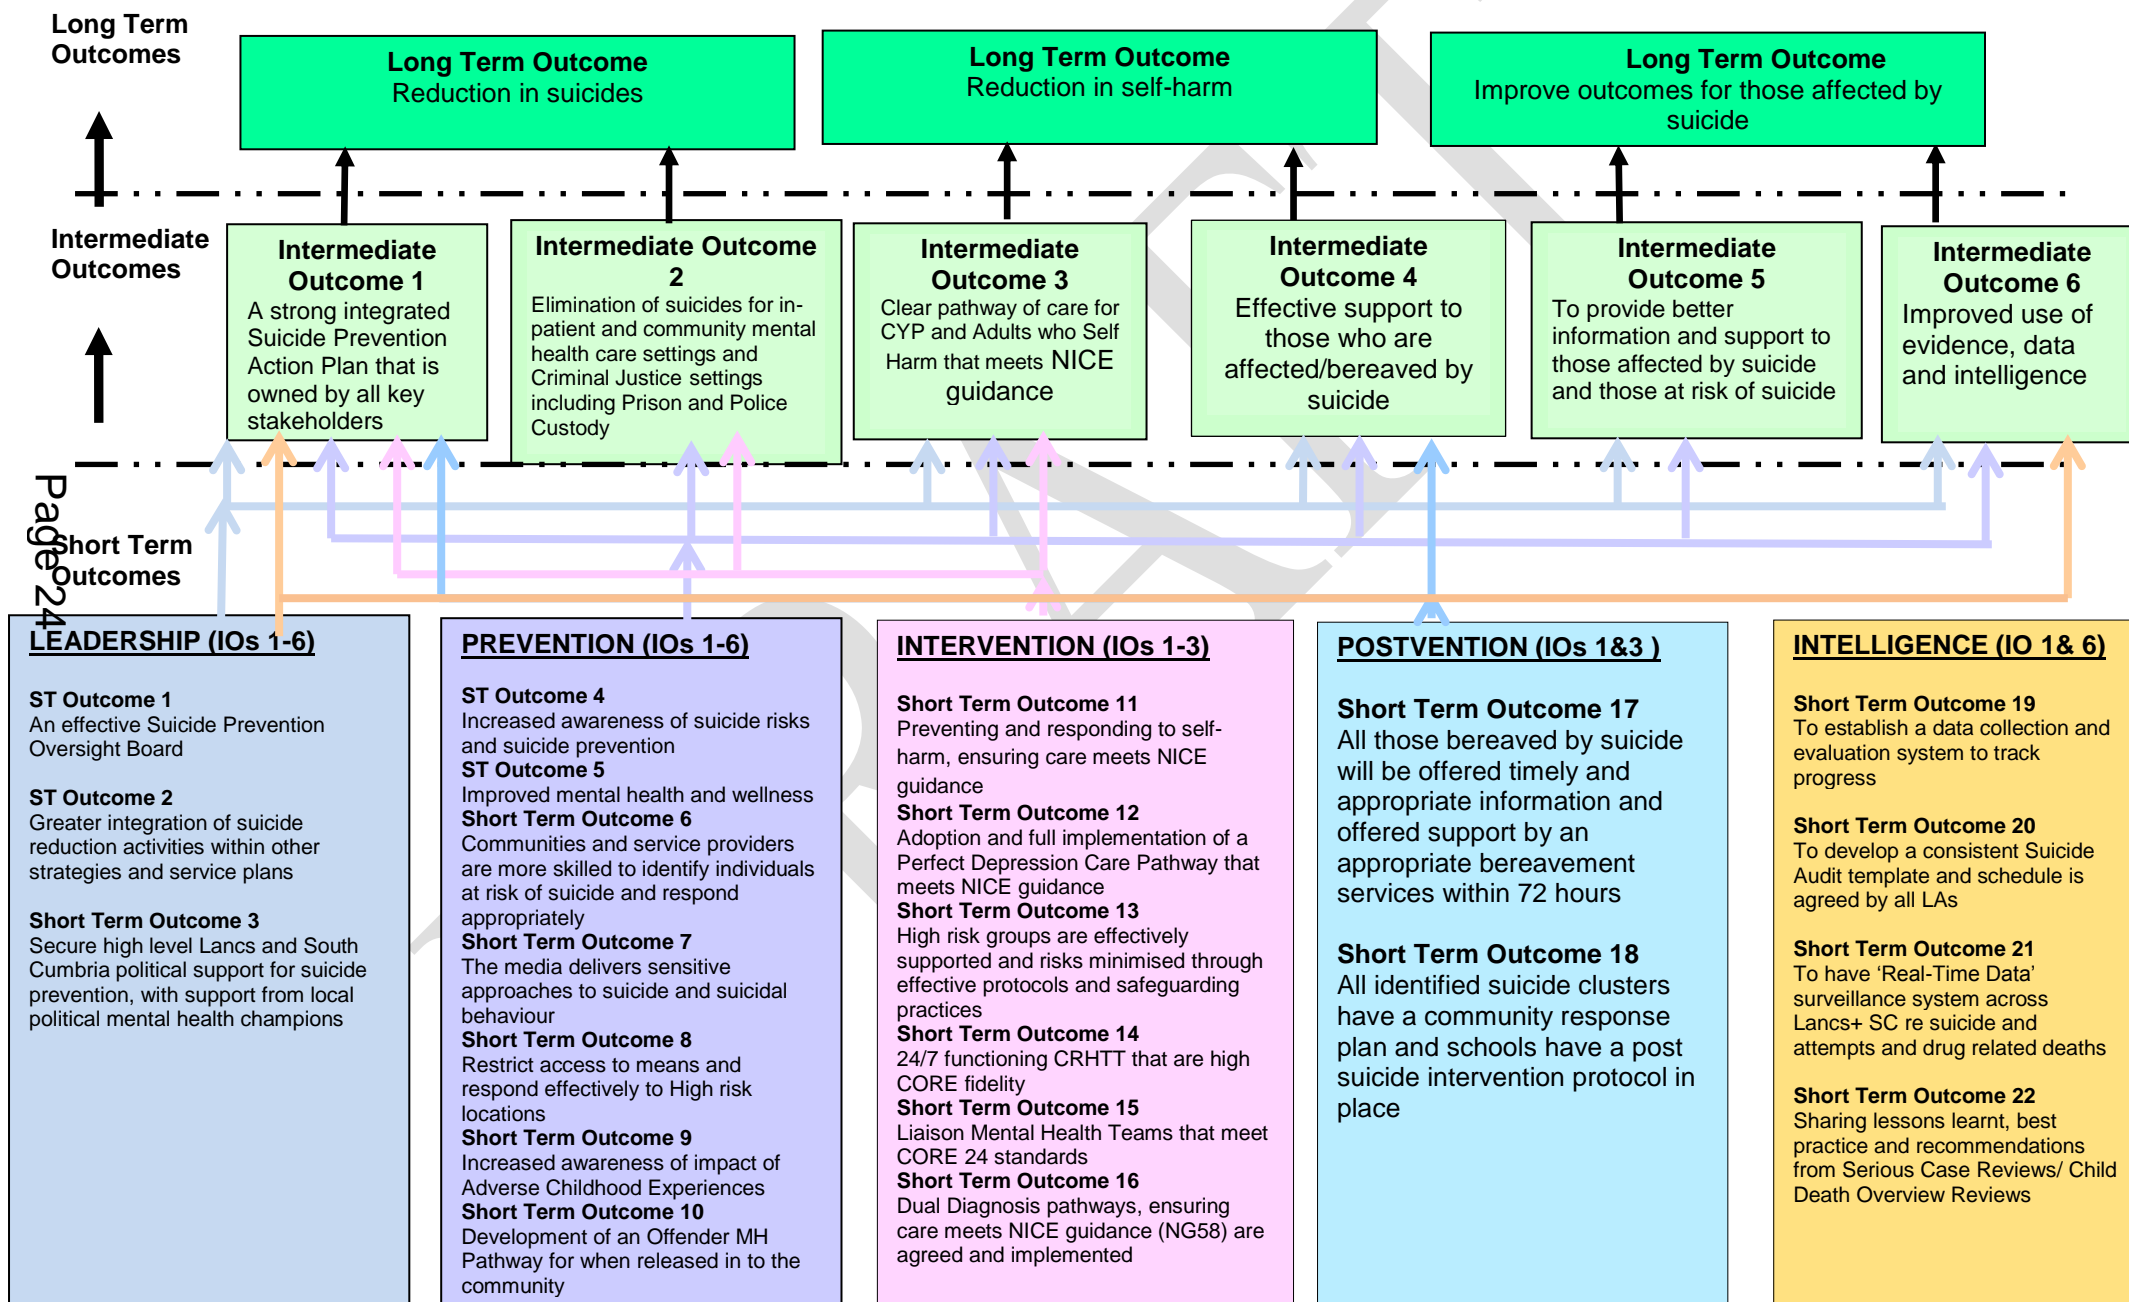 Long Term
Outcomes
Long Term Outcome
Reduction in suicides
Long Term Outcome
Reduction in self-harm
Long Term Outcome
Improve outcomes for those affected by
suicide
Intermediate
Outcomes
Intermediate
Outcome 1
A strong integrated
Suicide Prevention
Action Plan that is
owned by all key
stakeholders
Intermediate Outcome
2
Elimination of suicides for in-
patient and community mental
health care settings and
Criminal Justice settings
including Prison and Police
Custody
Intermediate
Outcome 3
Clear pathway of care for
CYP and Adults who Self
Harm that meets NICE
guidance
Intermediate
Outcome 4
Effective support to
those who are
affected/bereaved by
suicide
Intermediate
Outcome 5
To provide better
information and support to
those affected by suicide
and those at risk of suicide
Intermediate
Outcome 6
Improved use of
evidence, data
and intelligence
Page 24
Short Term
Outcomes
LEADERSHIP (IOs 1-6)
ST Outcome 1
An effective Suicide Prevention
Oversight Board
ST Outcome 2
Greater integration of suicide
reduction activities within other
strategies and service plans
Short Term Outcome 3
Secure high level Lancs and South
Cumbria political support for suicide
prevention, with support from local
political mental health champions
PREVENTION (IOs 1-6)
ST Outcome 4
Increased awareness of suicide risks
and suicide prevention
ST Outcome 5
Improved mental health and wellness
Short Term Outcome 6
Communities and service providers
are more skilled to identify individuals
at risk of suicide and respond
appropriately
Short Term Outcome 7
The media delivers sensitive
approaches to suicide and suicidal
behaviour
Short Term Outcome 8
Restrict access to means and
respond effectively to High risk
locations
Short Term Outcome 9
Increased awareness of impact of
Adverse Childhood Experiences
Short Term Outcome 10
Development of an Offender MH
Pathway for when released in to the
community
INTERVENTION (IOs 1-3)
Short Term Outcome 11
Preventing and responding to self-
harm, ensuring care meets NICE
guidance
Short Term Outcome 12
Adoption and full implementation of a
Perfect Depression Care Pathway that
meets NICE guidance
Short Term Outcome 13
High risk groups are effectively
supported and risks minimised through
effective protocols and safeguarding
practices
Short Term Outcome 14
24/7 functioning CRHTT that are high
CORE fidelity
Short Term Outcome 15
Liaison Mental Health Teams that meet
CORE 24 standards
Short Term Outcome 16
Dual Diagnosis pathways, ensuring
care meets NICE guidance (NG58) are
agreed and implemented
POSTVENTION (IOs 1&3 )
Short Term Outcome 17
All those bereaved by suicide
will be offered timely and
appropriate information and
offered support by an
appropriate bereavement
services within 72 hours
Short Term Outcome 18
All identified suicide clusters
have a community response
plan and schools have a post
suicide intervention protocol in
place
INTELLIGENCE (IO 1& 6)
Short Term Outcome 19
To establish a data collection and
evaluation system to track
progress
Short Term Outcome 20
To develop a consistent Suicide
Audit template and schedule is
agreed by all LAs
Short Term Outcome 21
To have ‘Real-Time Data’
surveillance system across
Lancs+ SC re suicide and
attempts and drug related deaths
Short Term Outcome 22
Sharing lessons learnt, best
practice and recommendations
from Serious Case Reviews/ Child
Death Overview Reviews